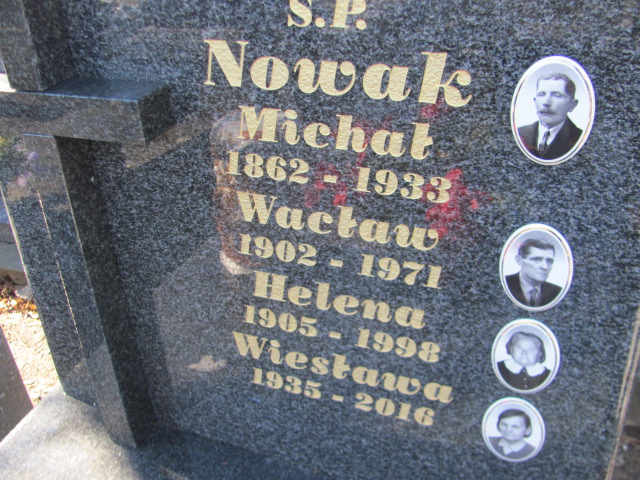 Ś.P.
Nowak
Michał
1862 - 1933
Wacław
1902 - 1971
Helena
1905 - 1998
Wiesława
1935 - 2016